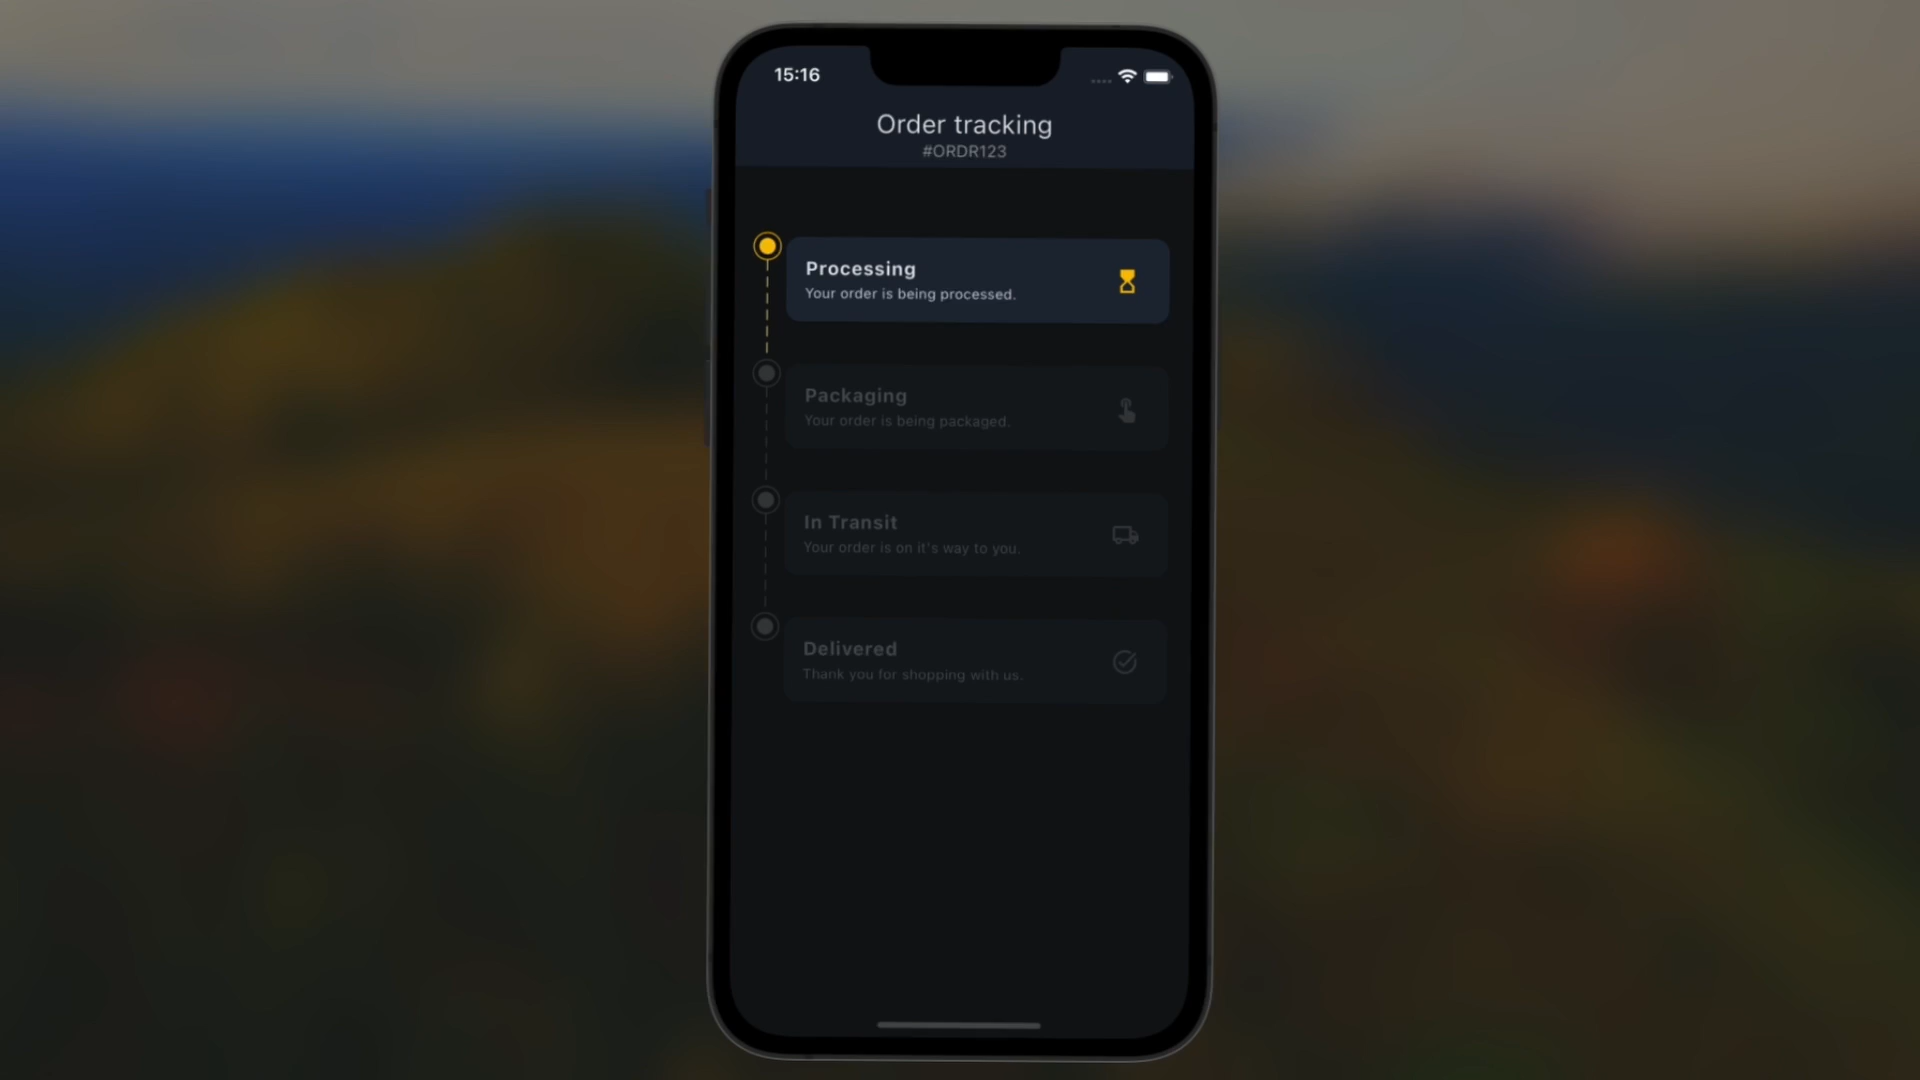 15:16
Order tracking
#ORDR123
Processing
Your order is being processed.
Packaging
Your order is being packaged.
In Transit
Your order is on it's way to you.
Delivered
Thank you for shopping with us.